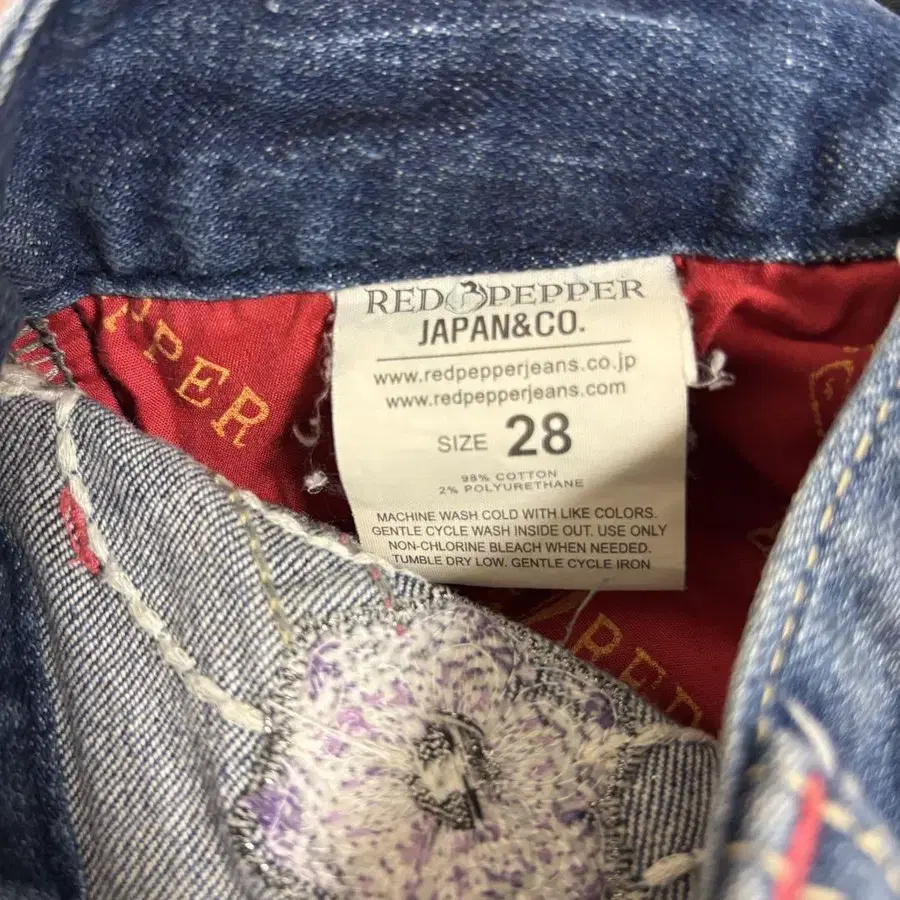 RED PEPPER
JAPAN&CO.
www.redpepperjeans.co.jp
www.redpepperjeans.com
SIZE 28
98% COTTON
2% POLYURETHANE
MACHINE WASH COLD WITH LIKE COLORS.
GENTLE CYCLE WASH INSIDE OUT. USE ONLY
NON-CHLORINE BLEACH WHEN NEEDED.
TUMBLE DRY LOW. GENTLE CYCLE IRON
PPER
RED